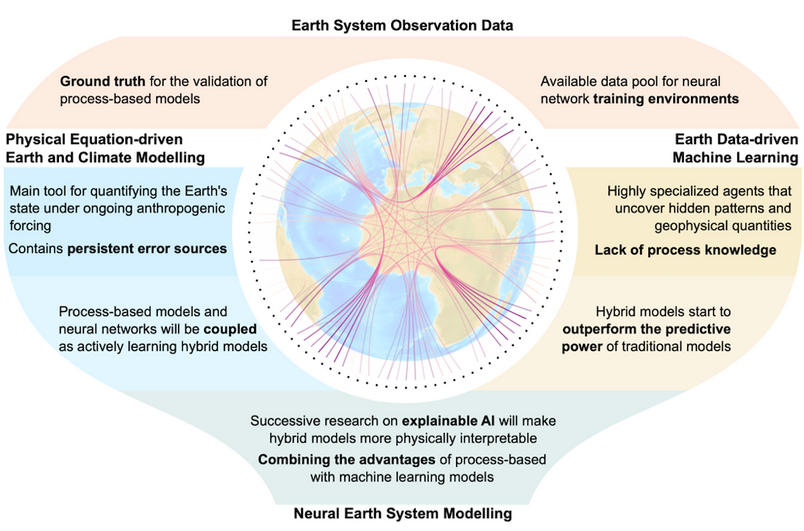 Earth System Observation Data
Ground truth for the validation of
process-based models
Available data pool for neural
network training environments
Physical Equation-driven
Earth and Climate Modelling
Earth Data-driven
Machine Learning
Main tool for quantifying the Earth's
state under ongoing anthropogenic
forcing
Contains persistent error sources
Highly specialized agents that
uncover hidden patterns and
geophysical quantities
Lack of process knowledge
Process-based models and
neural networks will be coupled
as actively learning hybrid models
Hybrid models start to
outperform the predictive
power of traditional models
Successive research on explainable AI will make
hybrid models more physically interpretable
Combining the advantages of process-based
with machine learning models
Neural Earth System Modelling